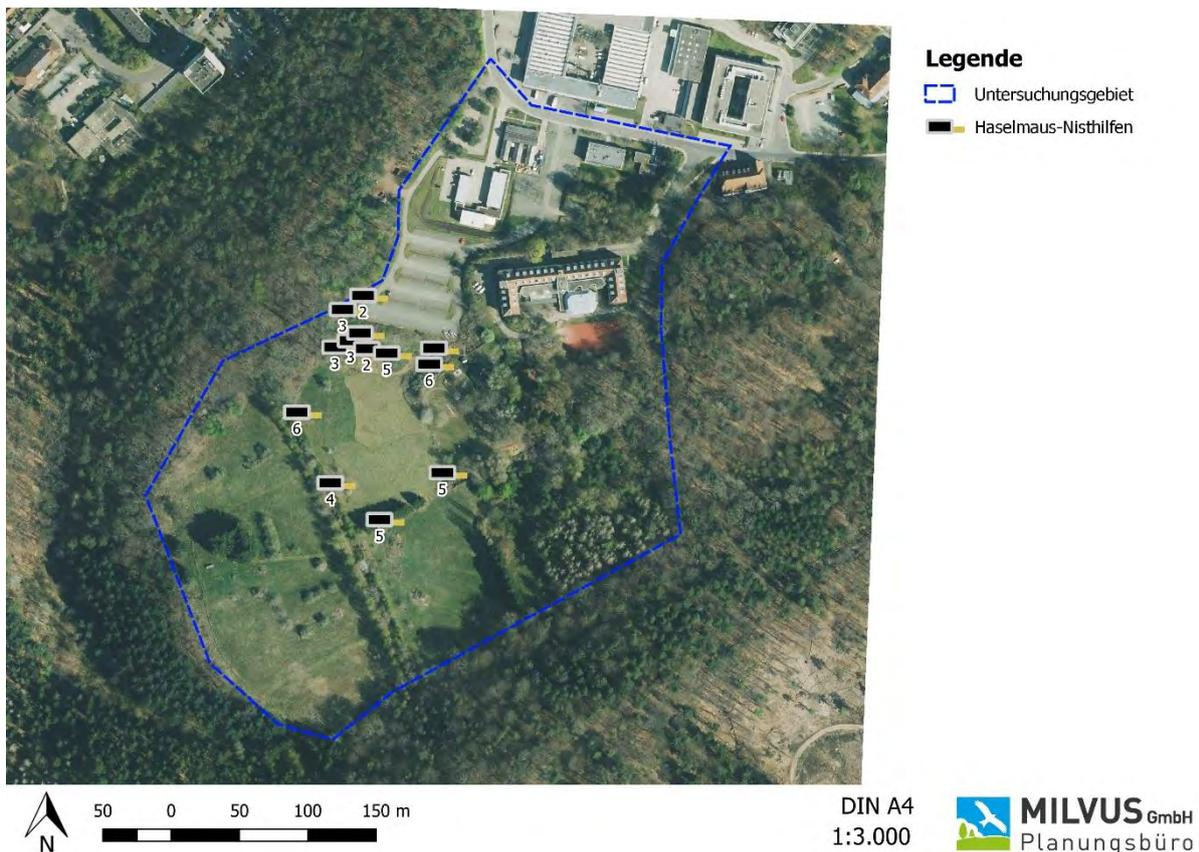 Legende
Untersuchungsgebiet
Haselmaus-Nisthilfen
2
3
3
3
2
5
6
6
4
5
5
N
50 0 50 100 150 m
DIN A4
1:3.000
MILVUS GmbH
Planungsbüro